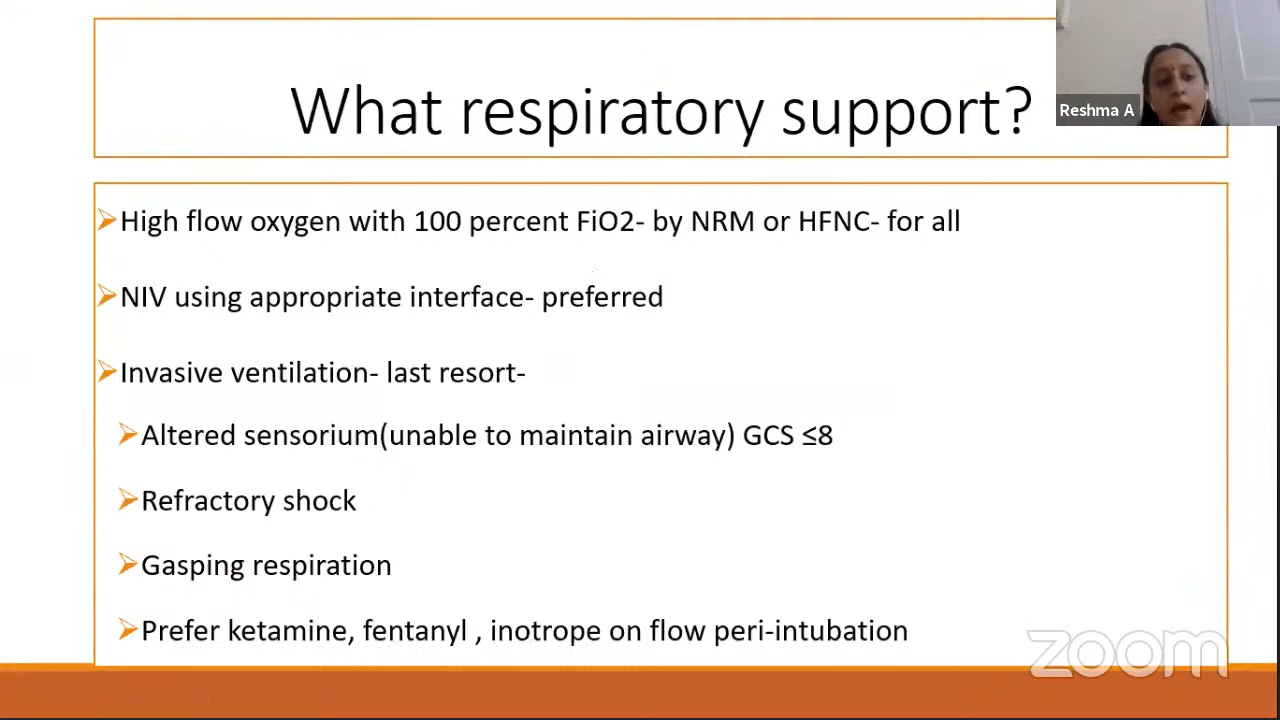 What respiratory support?
Reshma A
High flow oxygen with 100 percent FiO2- by NRM or HFNC- for all
NIV using appropriate interface- preferred
Invasive ventilation- last resort-
Altered sensorium(unable to maintain airway) GCS ≤8
Refractory shock
Gasping respiration
Prefer ketamine, fentanyl , inotrope on flow peri-intubation
zoom